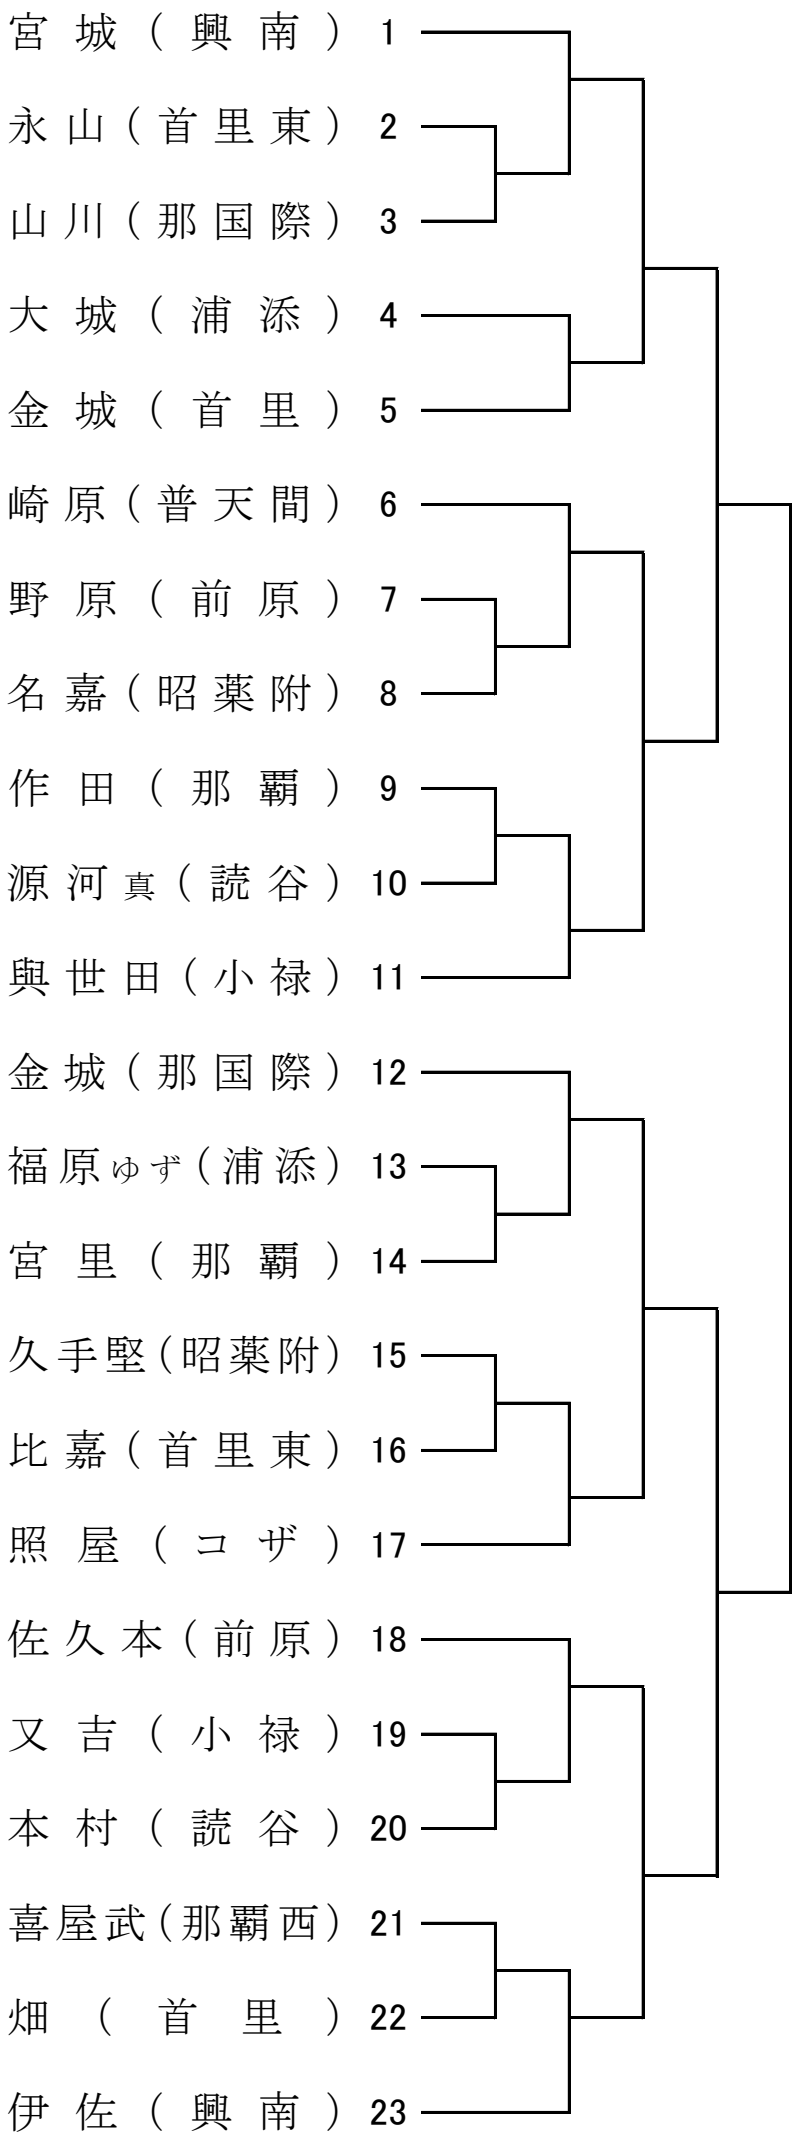 宮城(興南) 1
永山(首里東) 2
山川(那国際) 3
大城(浦添) 4
金城(首里) 5
崎原(普天間) 6
野原(前原) 7
名嘉(昭薬附) 8
作田(那覇) 9
源河真(読谷) 10
與世田(小禄) 11
金城(那国際) 12
福原ゆず(浦添) 13
宮里(那覇) 14
久手堅(昭薬附) 15
比嘉(首里東) 16
照屋(コザ) 17
佐久本(前原) 18
又吉(小禄) 19
本村(読谷) 20
喜屋武(那覇西) 21
畑(首里) 22
伊佐(興南) 23